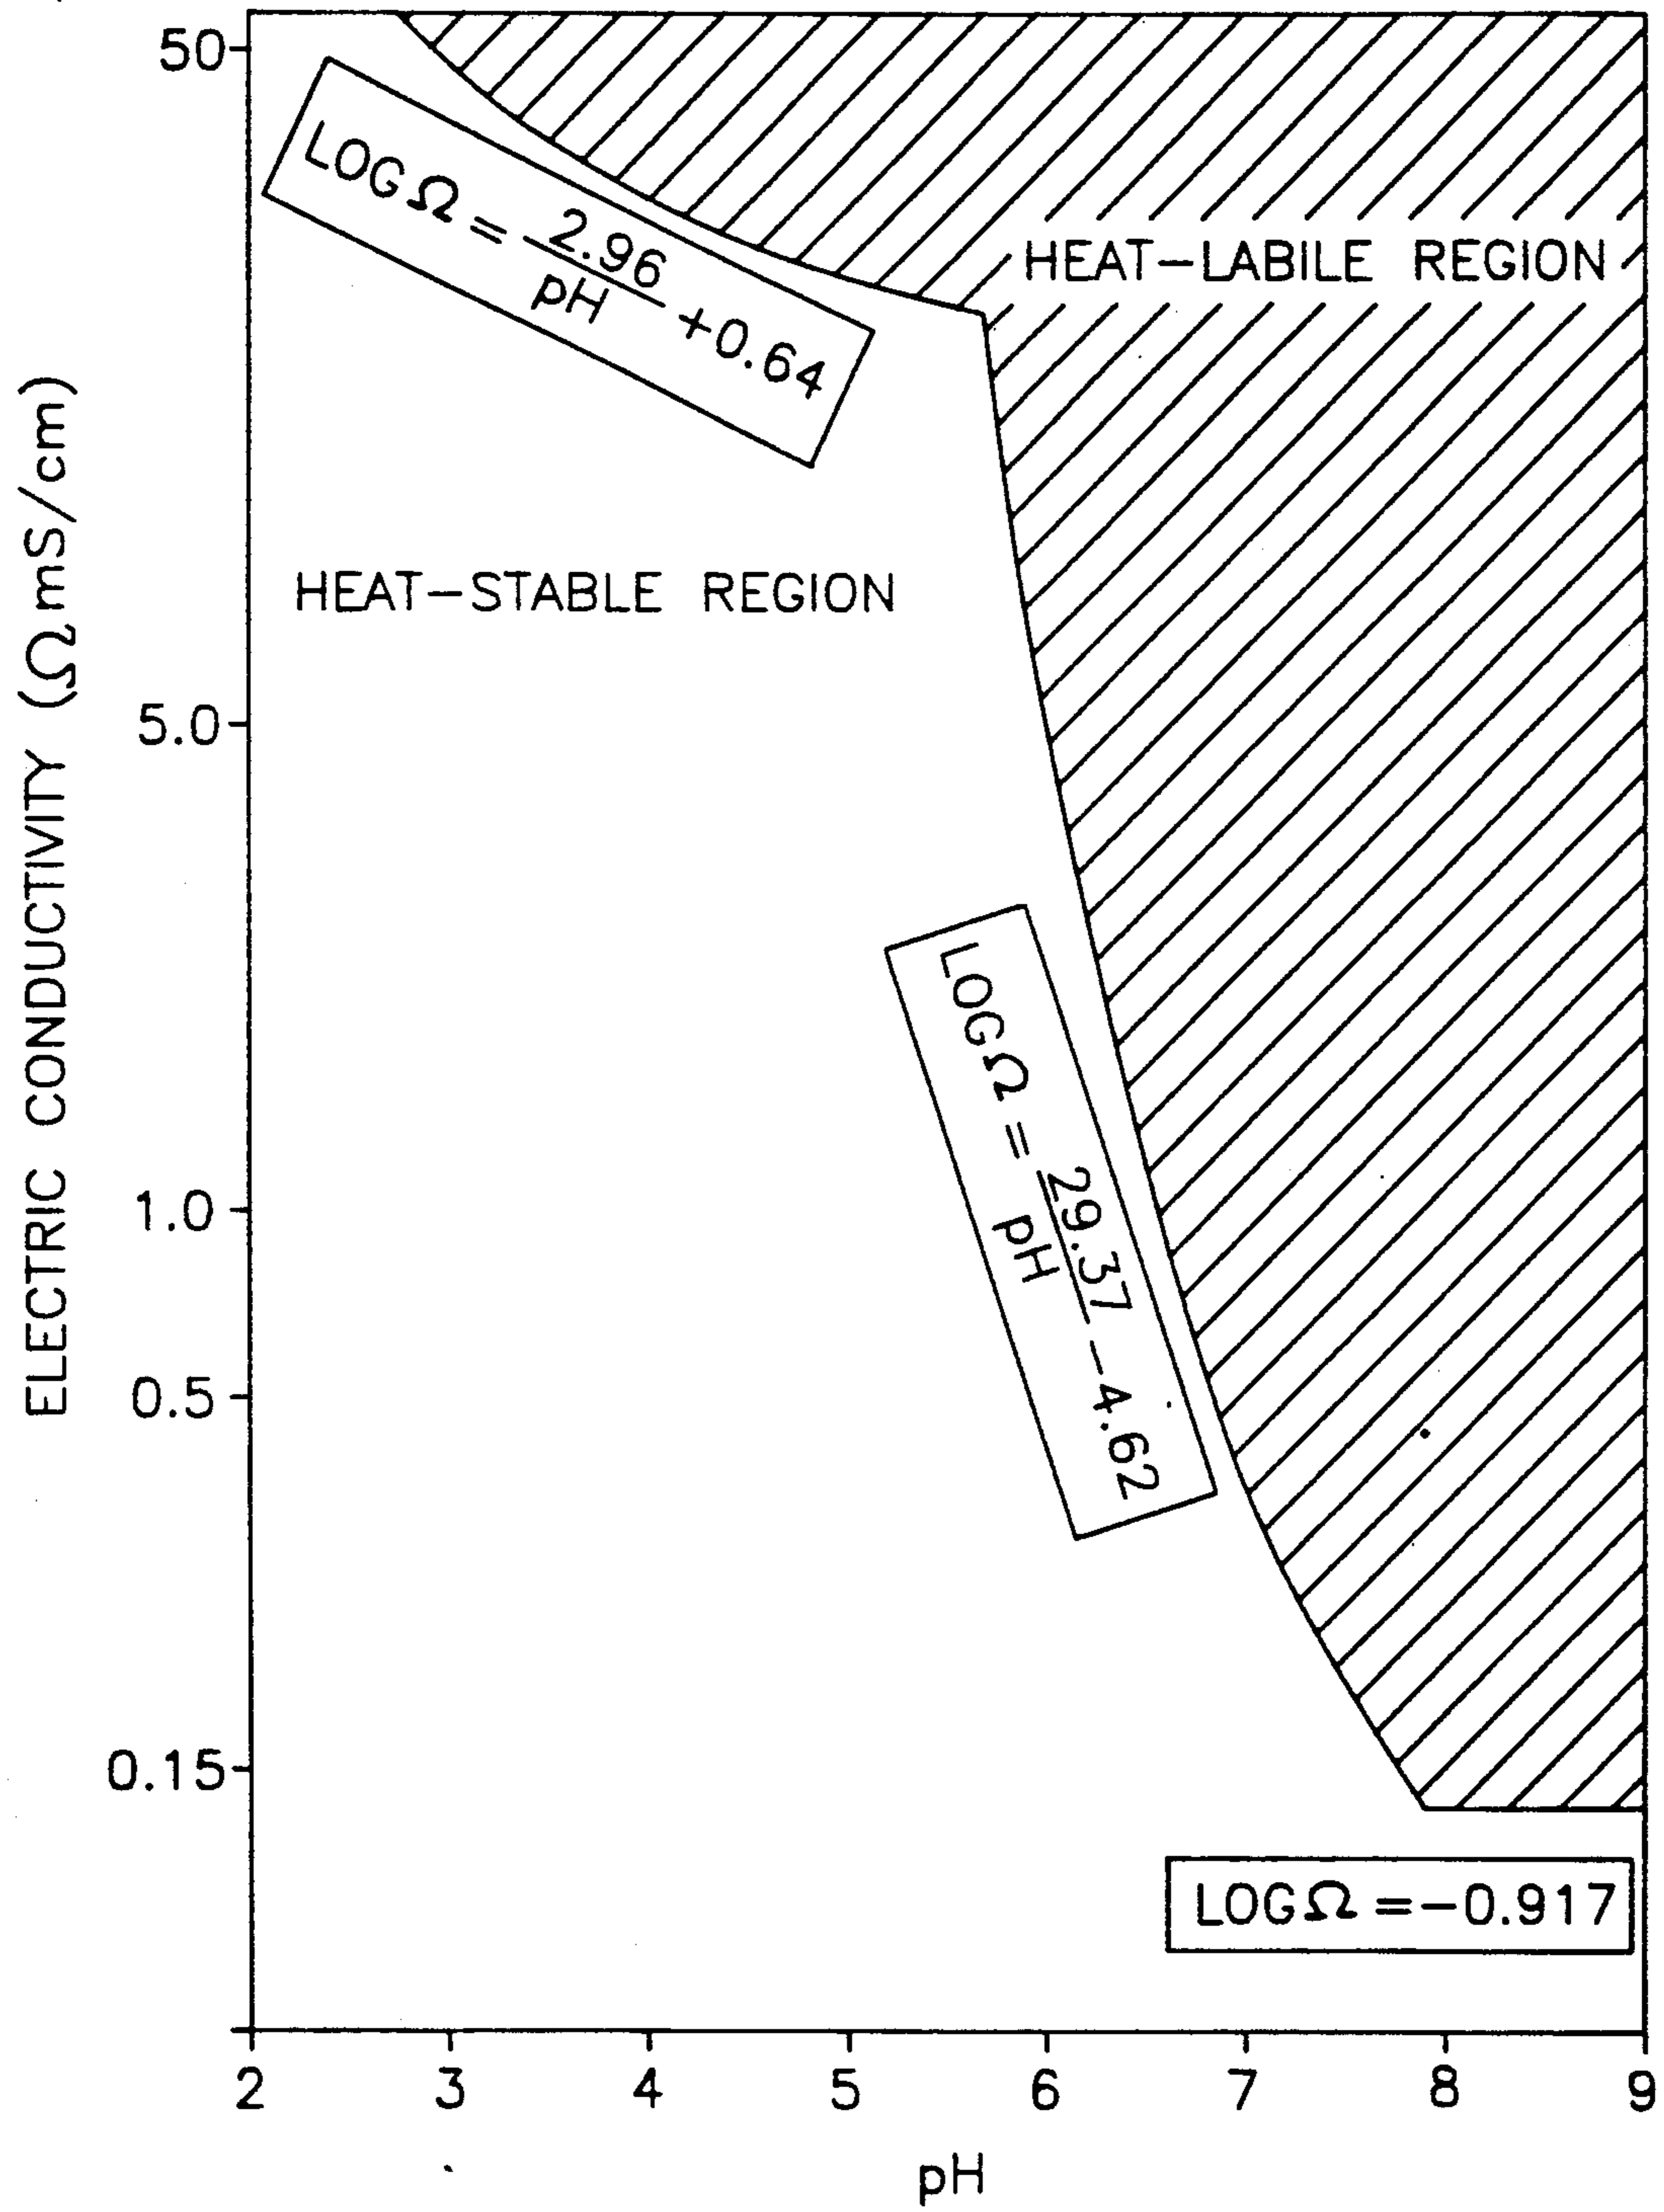 50
5.0
1.0
0.5
0.15
ELECTRIC CONDUCTIVITY (Ω mS/cm)
LOG Ω = 2.96/pH +0.64
HEAT-LABILE REGION
HEAT-STABLE REGION
LOG Ω = 29.37/pH -4.62
LOG Ω = -0.917
2 3 4 5 6 7 8 9
pH